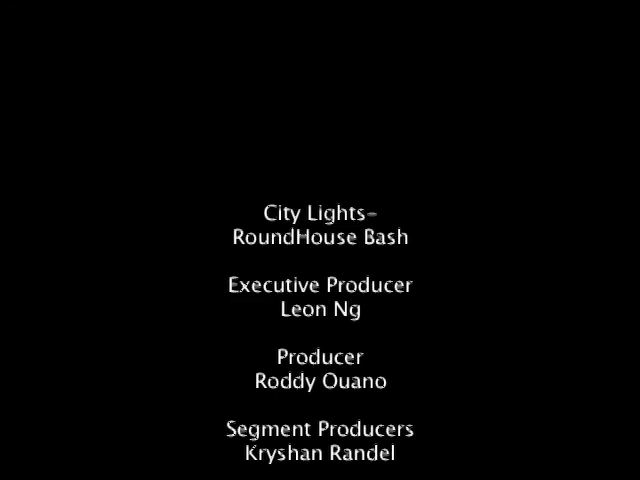 City Lights-
RoundHouse Bash
Executive Producer
Leon Ng
Producer
Roddy Ouano
Segment Producers
Kryshan Randel